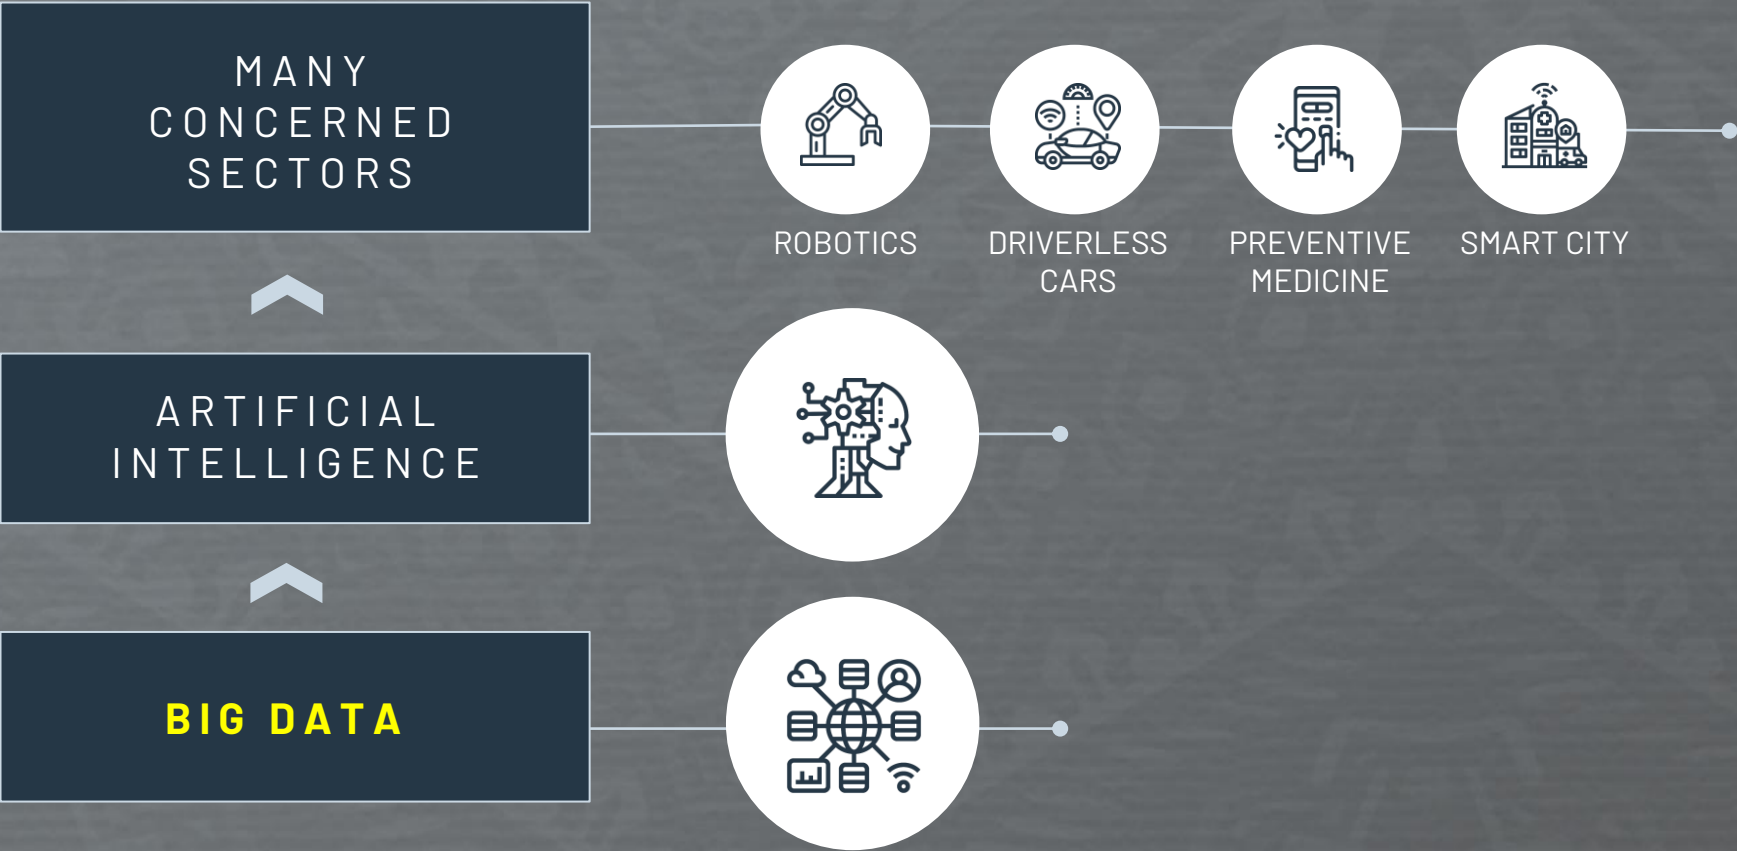 MANY
CONCERNED
SECTORS
ROBOTICS
DRIVERLESS
CARS
PREVENTIVE
MEDICINE
SMART CITY
ARTIFICIAL
INTELLIGENCE
BIG DATA